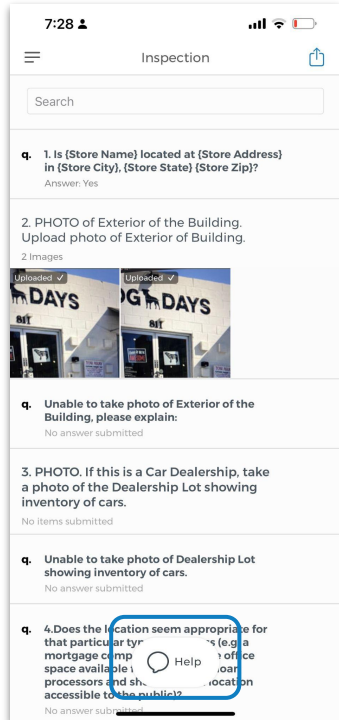 7:28
Inspection
Search
q. 1. Is {Store Name} located at {Store Address}
in {Store City}, {Store State} {Store Zip}?
Answer: Yes
2. PHOTO of Exterior of the Building.
Upload photo of Exterior of Building.
2 Images
Uploaded ✓ Uploaded ✓
DAYS OG DAYS
811 811
q. Unable to take photo of Exterior of the
Building, please explain:
No answer submitted
3. PHOTO. If this is a Car Dealership, take
a photo of the Dealership Lot showing
inventory of cars.
No items submitted
q. Unable to take photo of Dealership Lot
showing inventory of cars.
No answer submitted
q. 4.Does the location seem appropriate for
that particular (e.g. a
mortgage office
space available
Help
processors and location
accessible to the public)?
No answer submitted